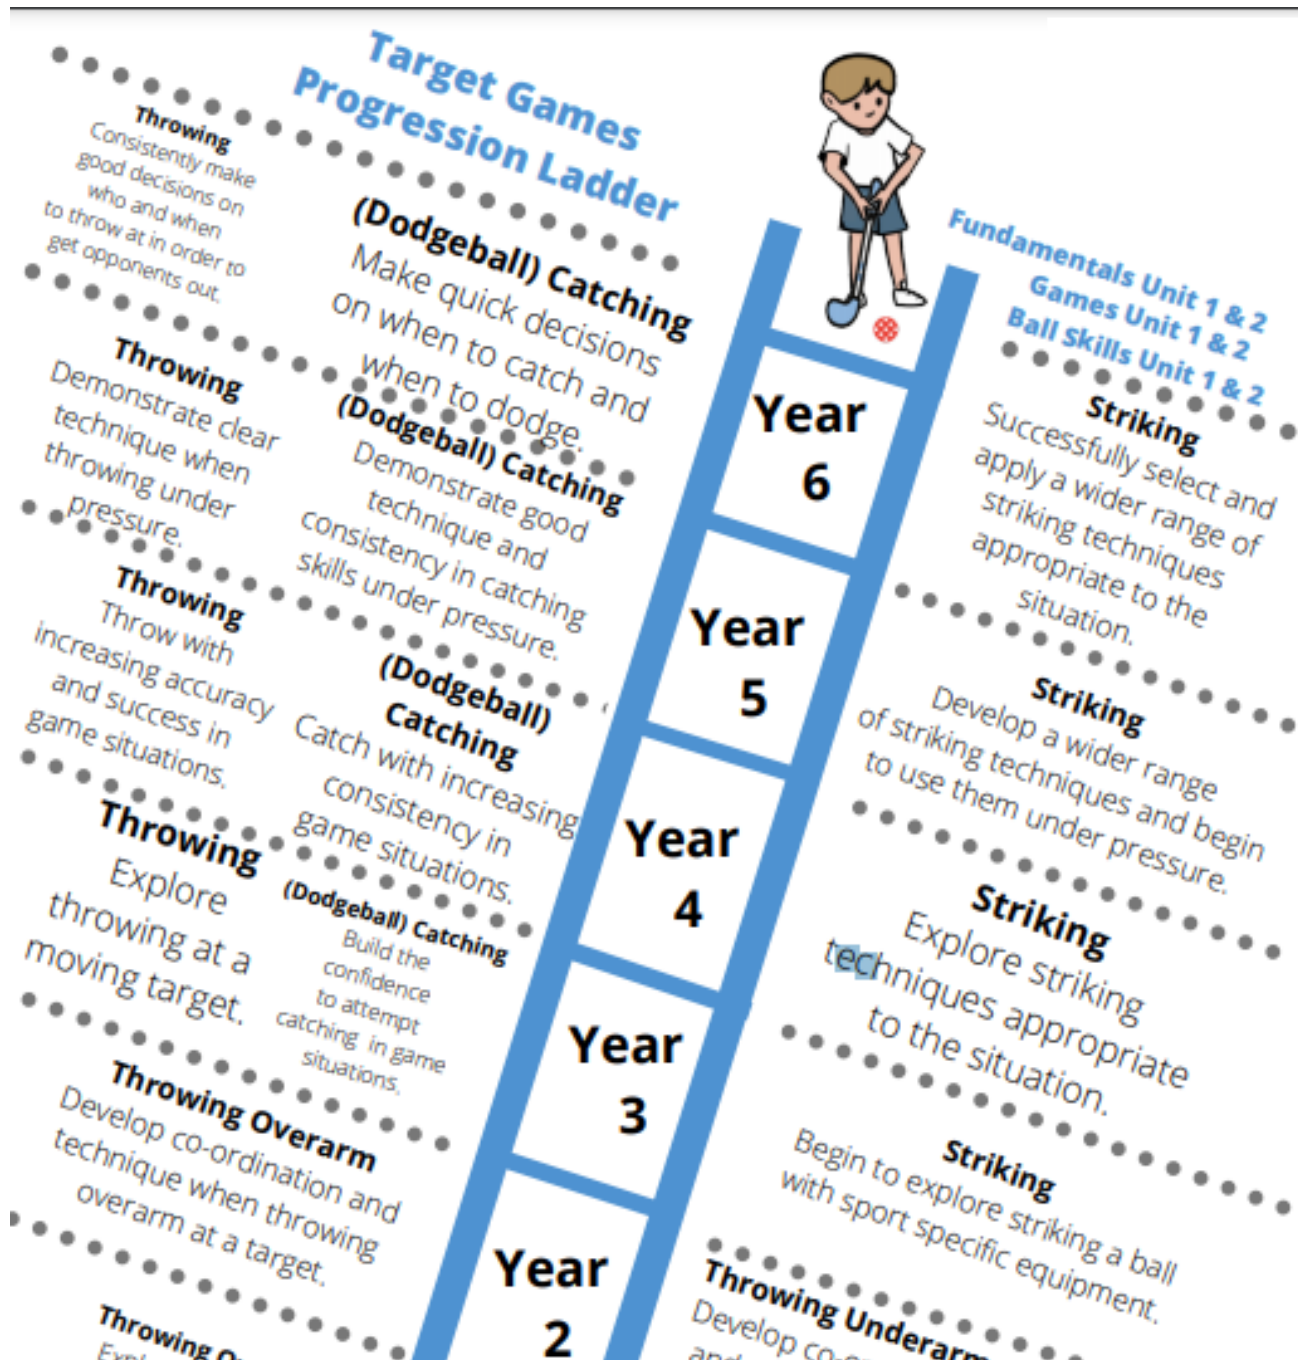 Target Games
Progression Ladder
Throwing
Consistently make
good decisions on
who and when
to throw at in order to
get opponents out.
(Dodgeball) Catching
Make quick decisions
on when to catch and
when to dodge.
Throwing
Demonstrate clear
technique when
throwing under
pressure.
(Dodgeball) Catching
Demonstrate good
technique and
consistency in catching
skills under pressure.
Throwing
Throw with
increasing accuracy
and success in
game situations.
(Dodgeball)
Catching
Catch with increasing
consistency in
game situations.
Throwing
Explore
throwing at a
moving target.
(Dodgeball) Catching
Build the
confidence
to attempt
catching in game
situations.
Throwing Overarm
Develop co-ordination and
technique when throwing
overarm at a target.
Throwing
Year
6
Year
5
Year
4
Year
3
Year
2
Fundamentals Unit 1 & 2
Games Unit 1 & 2
Ball Skills Unit 1 & 2
Striking
Successfully select and
apply a wider range of
striking techniques
appropriate to the
situation.
Striking
Develop a wider range
of striking techniques and begin
to use them under pressure.
Striking
Explore striking
techniques appropriate
to the situation.
Striking
Begin to explore striking a ball
with sport specific equipment.
Throwing Underarm
Develop
and